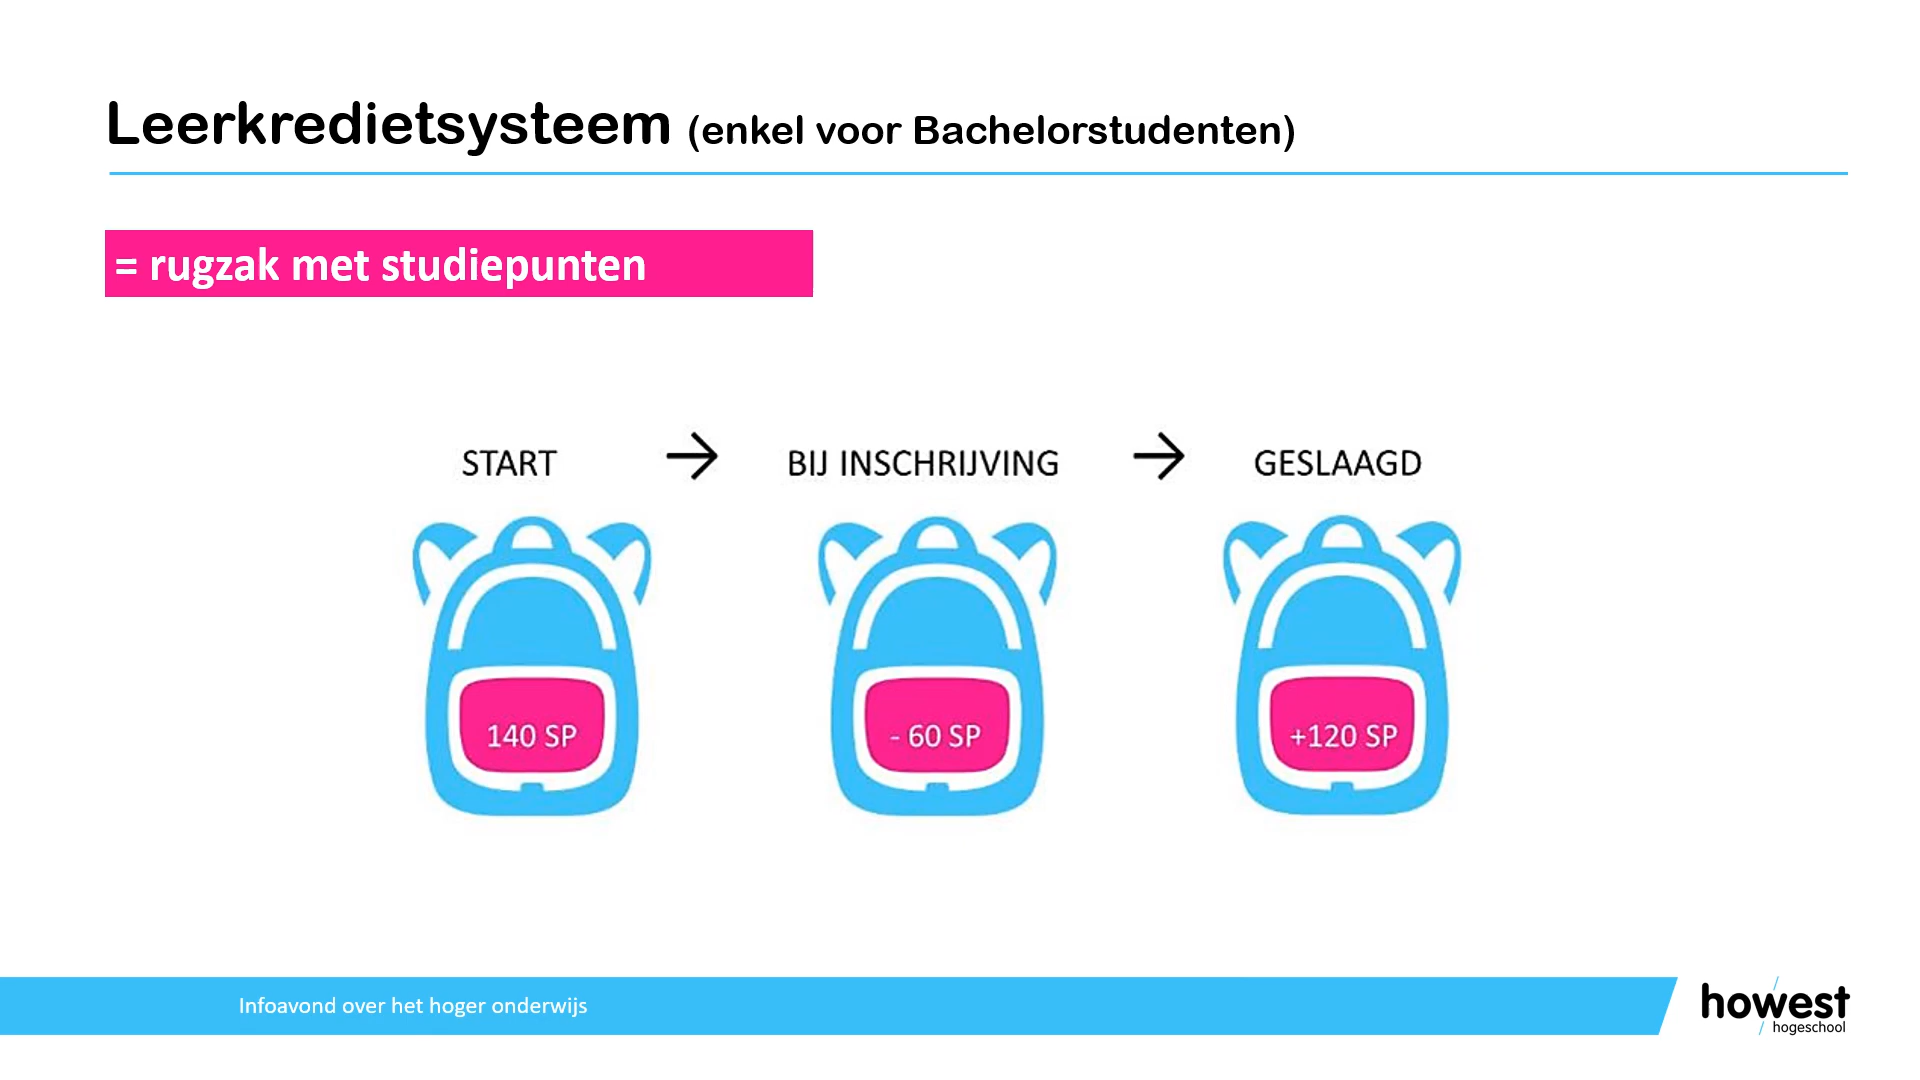 Leerkredietsysteem (enkel voor Bachelorstudenten)
= rugzak met studiepunten
START → BIJ INSCHRIJVING → GESLAAGD
140 SP - 60 SP +120 SP
Infoavond over het hoger onderwijs
howest
hogeschool